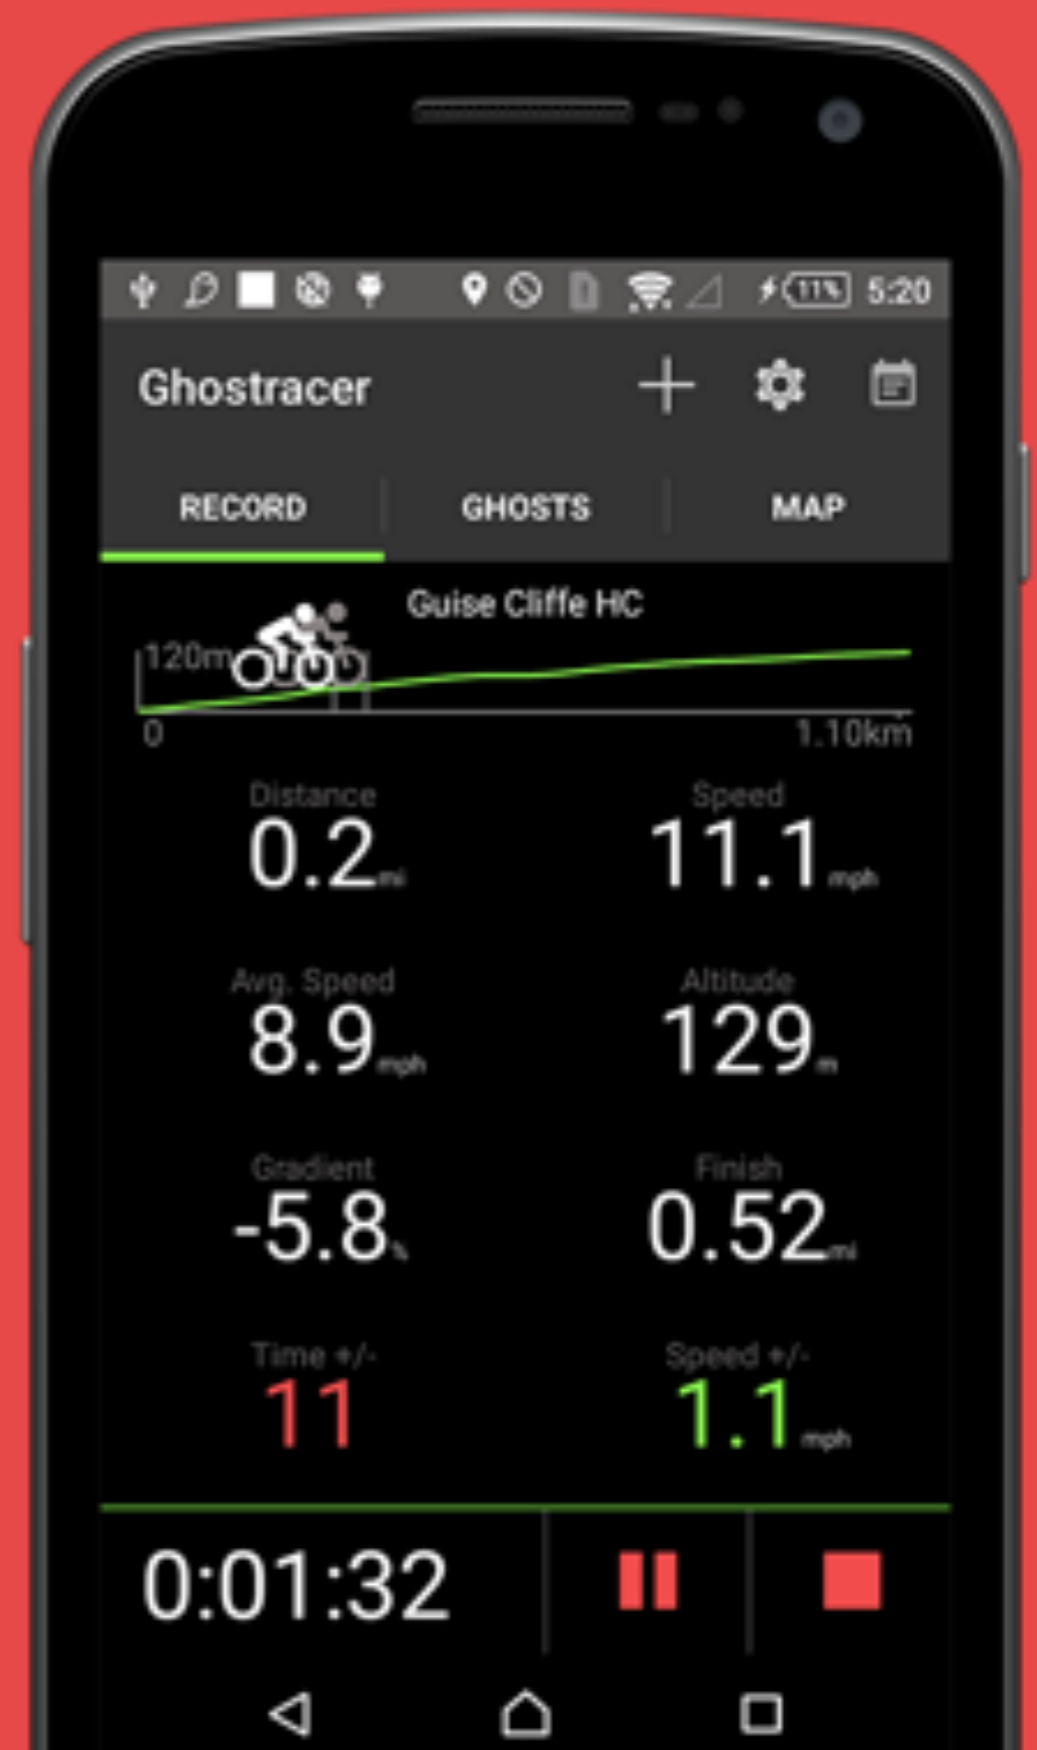 11% 5:20
Ghostracer
RECORD GHOSTS MAP
Guise Cliffe HC
120m
0 1.10km
Distance Speed
0.2mi 11.1mph
Avg. Speed Altitude
8.9mph 129m
Gradient Finish
-5.8% 0.52mi
Time +/- Speed +/-
11 1.1mph
0:01:32